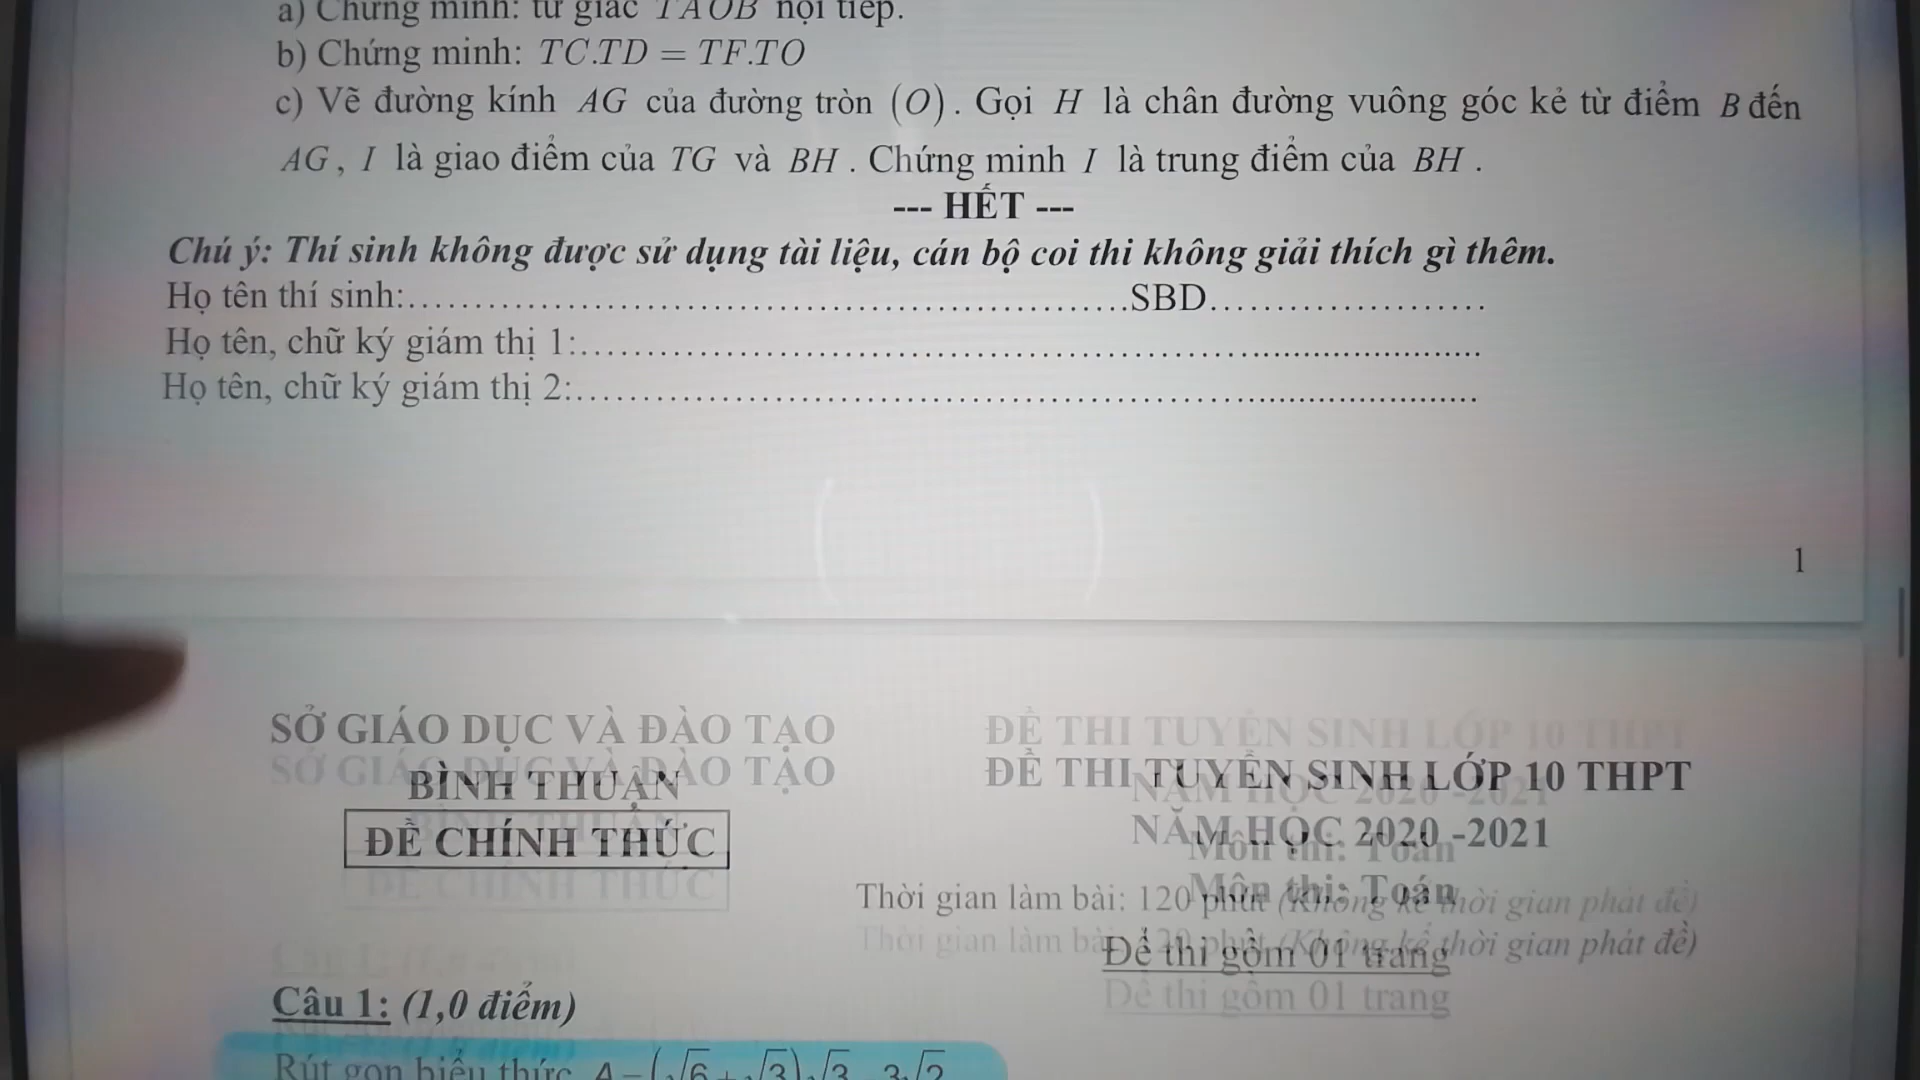 a) Chứng minh: tứ giác TAOB nội tiếp.
b) Chứng minh: TC.TD = TF.TO
c) Vẽ đường kính AG của đường tròn (O). Gọi H là chân đường vuông góc kẻ từ điểm B đến
AG, I là giao điểm của TG và BH. Chứng minh I là trung điểm của BH.
--- HẾT ---
Chú ý: Thí sinh không được sử dụng tài liệu, cán bộ coi thi không giải thích gì thêm.
Họ tên thí sinh:..........................................................SBD.....................
Họ tên, chữ ký giám thị 1:.....................................................................
Họ tên, chữ ký giám thị 2:.....................................................................
1
SỞ GIÁO DỤC VÀ ĐÀO TẠO
BÌNH THUẬN
ĐỀ CHÍNH THỨC
ĐỀ THI TUYỂN SINH LỚP 10 THPT
NĂM HỌC 2020 -2021
Môn thi: Toán
Thời gian làm bài: 120 phút (Không kể thời gian phát đề)
Đề thi gồm 01 trang
Câu 1: (1,0 điểm)
Rút gọn biểu thức A = (√6 + √3)√3 3√2